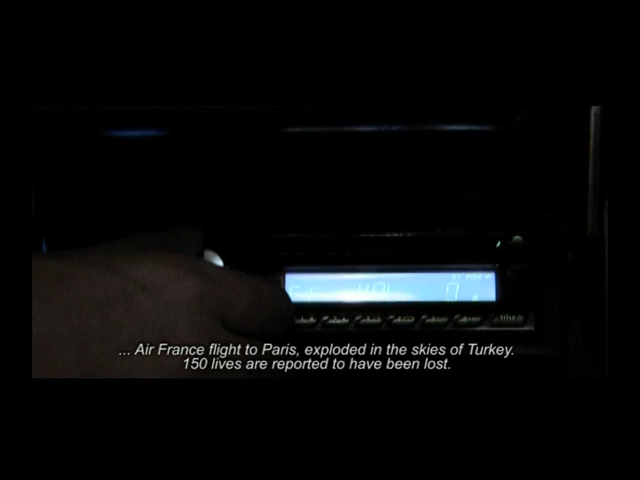 TITLE
... Air France flight to Paris, exploded in the skies of Turkey.
150 lives are reported to have been lost.